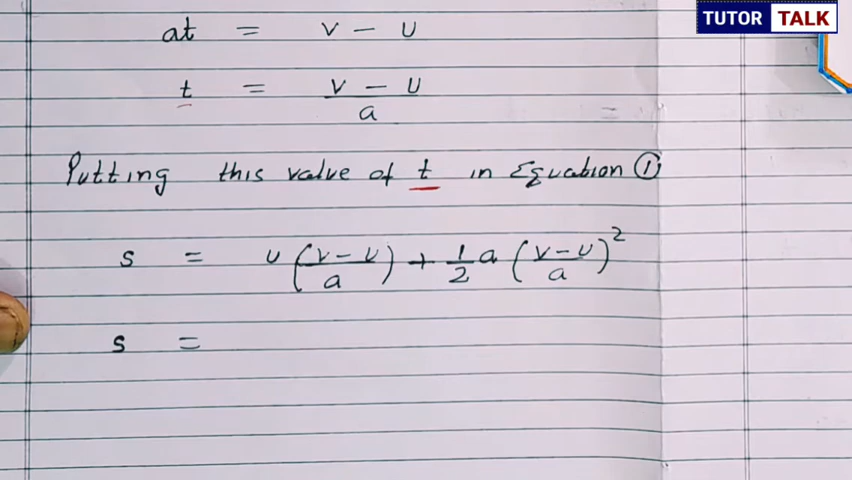 TUTOR TALK
at = v - u
t = v - u / a
Putting this value of t in Equation ①
s = u ( v - u / a ) + 1/2 a ( v - u / a )²
s =